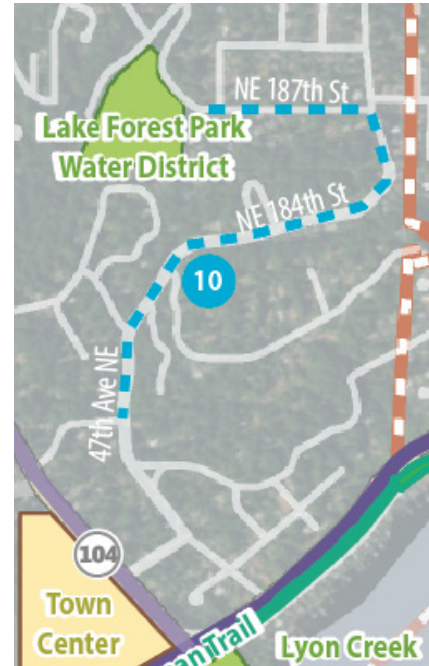 NE 187th St
Lake Forest Park
Water District
NE 184th St
10
47th Ave NE
104
Town
Center
Trail
Lyon Creek